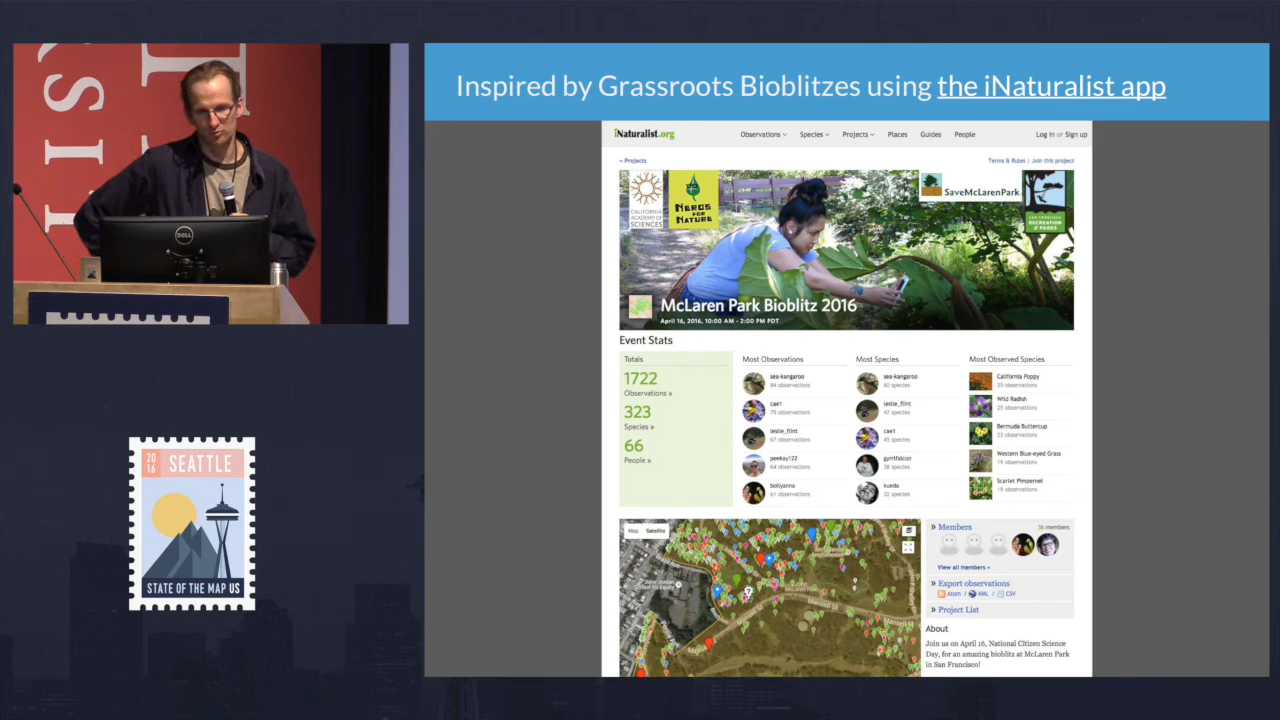 Inspired by Grassroots Bioblitzes using the iNaturalist app
iNaturalist.org
Observations
Species
Projects
Places
Guides
People
Log In or Sign up
« Projects
Terms & Rules | Join this project
CALIFORNIA
ACADEMY OF
SCIENCES
NERDS
FOR
NATURE
SAVEMCLARENPARK
SAN FRANCISCO
RECREATION
& PARKS
McLaren Park Bioblitz 2016
April 16, 2016, 10:00 AM - 2:00 PM PDT
Event Stats
Totals
1722
Observations »
323
Species »
66
People »
Most Observations
sea-kangaroo
84 observations
cae1
79 observations
leslie_flint
67 observations
peeksy122
64 observations
bollyanna
61 observations
Most Species
sea-kangaroo
60 species
leslie_flint
47 species
cae1
45 species
gyrrlfalcon
38 species
kueda
32 species
Most Observed Species
California Poppy
Wild Radish
Bermuda Buttercup
23 observations
Western Blue-eyed Grass
19 observations
Scarlet Pimpernel
19 observations
Map
Satellite
Mansell St
Mansell St
» Members
36 members
View all members »
» Export observations
Atom / KML / CSV
» Project List
About
Join us on April 16, National Citizen Science
Day, for an amazing bioblitz at McLaren Park
in San Francisco!
DELL
2016
SEATTLE
STATE OF THE MAP US